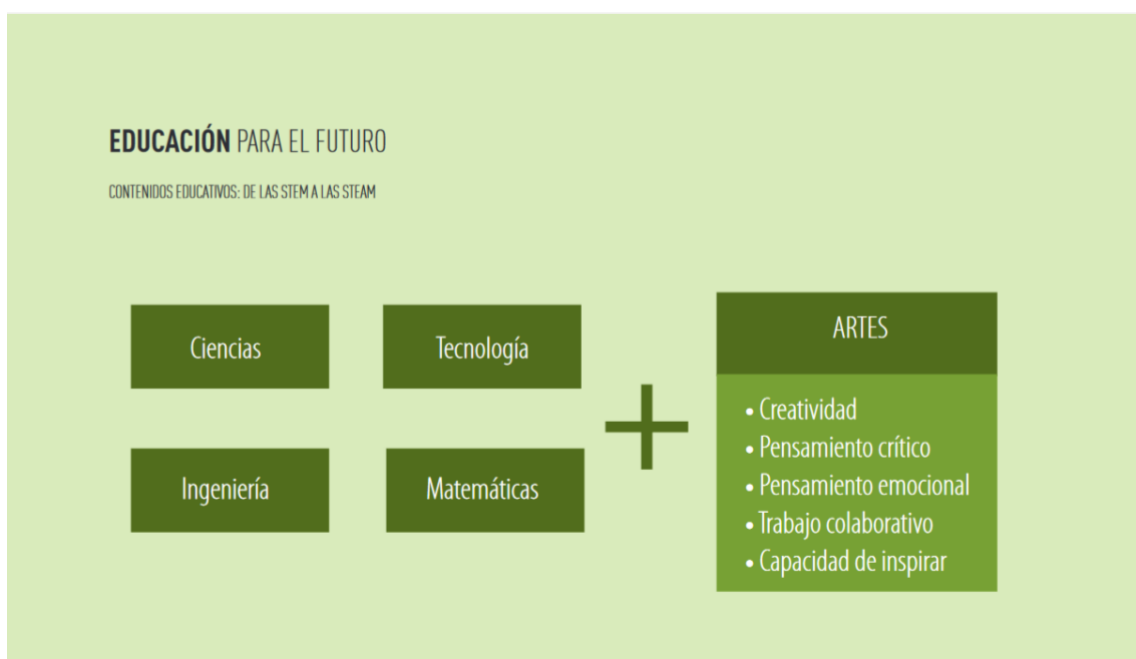 EDUCACIÓN PARA EL FUTURO
CONTENIDOS EDUCATIVOS: DE LAS STEM A LAS STEAM
Ciencias
Tecnología
Ingeniería
Matemáticas
+
ARTES
• Creatividad
• Pensamiento crítico
• Pensamiento emocional
• Trabajo colaborativo
• Capacidad de inspirar